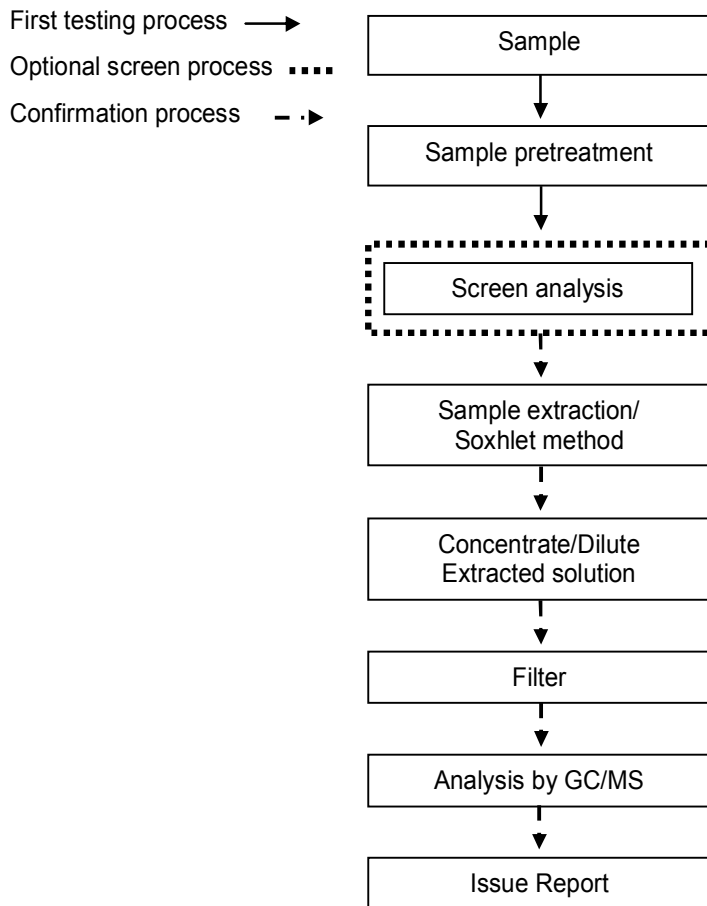 First testing process
Optional screen process
Confirmation process
Sample
Sample pretreatment
Screen analysis
Sample extraction/
Soxhlet method
Concentrate/Dilute
Extracted solution
Filter
Analysis by GC/MS
Issue Report